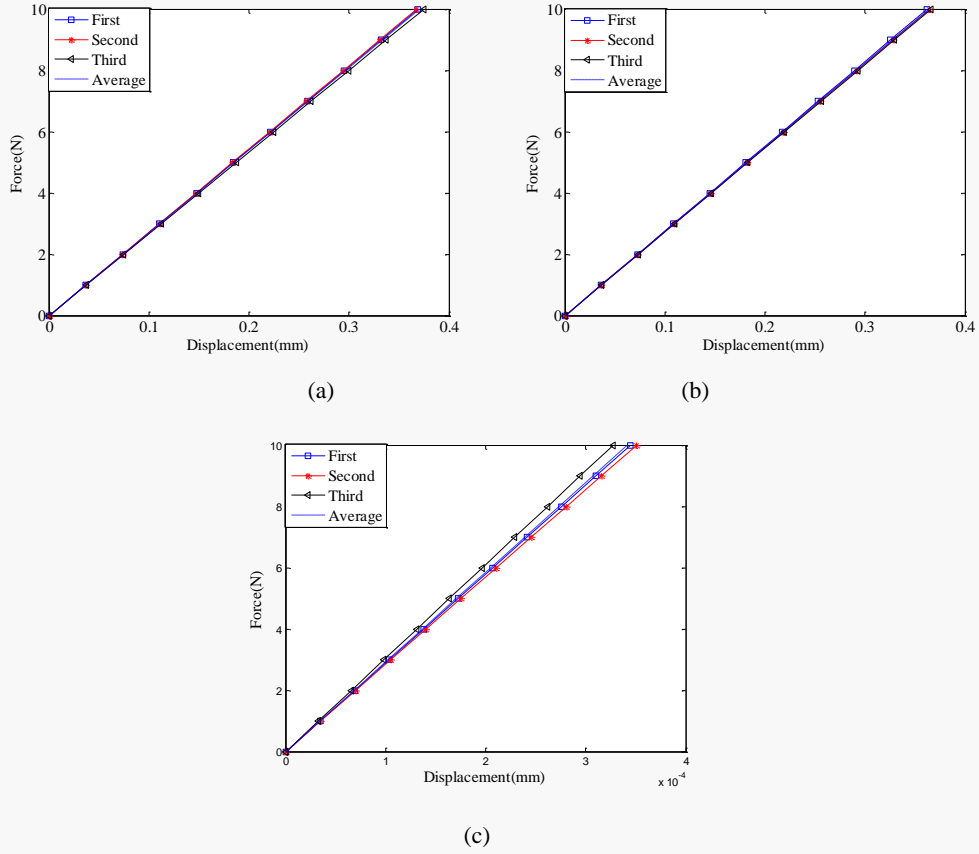 10
8
6
4
2
0
Force(N)
First
Second
Third
Average
0 0.1 0.2 0.3 0.4
Displacement(mm)
(a)
10
8
6
4
2
0
Force(N)
First
Second
Third
Average
0 0.1 0.2 0.3 0.4
Displacement(mm)
(b)
10
8
6
4
2
0
Force(N)
First
Second
Third
Average
0 1 2 3 4
Displacement(mm)
x 10^-4
(c)